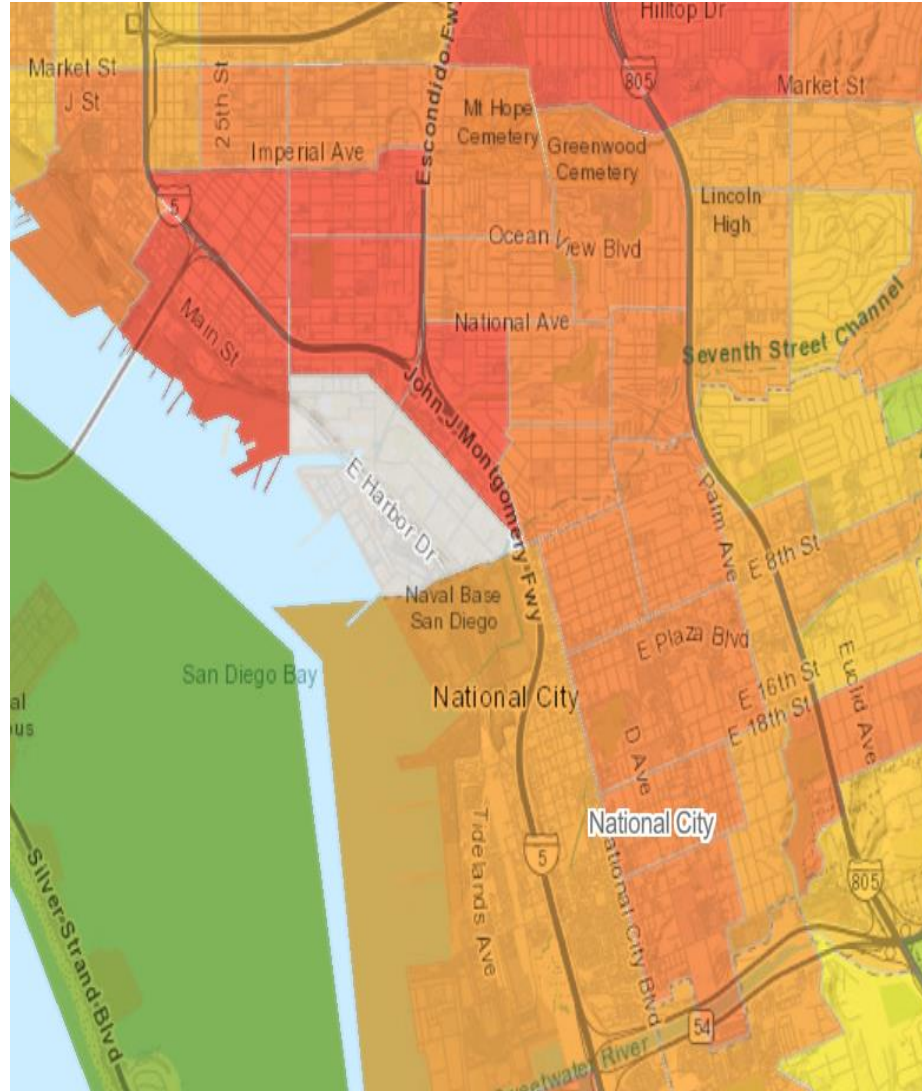 Hilltop Dr
Escondido Fwy
Market St
J St
25th St
805
Market St
Mt Hope
Cemetery
Imperial Ave
Greenwood
Cemetery
Lincoln
High
5
Ocean View Blvd
Main St
National Ave
Seventh Street Channel
John J Montgomery Fwy
E Harbor Dr
Palm Ave
E 8th St
Naval Base
San Diego
E Plaza Blvd
Euclid Ave
San Diego Bay
National City
E 16th St
E 18th St
D Ave
National City
Tidelands Ave
5
National City Blvd
805
Silver Strand Blvd
54
Sweetwater River